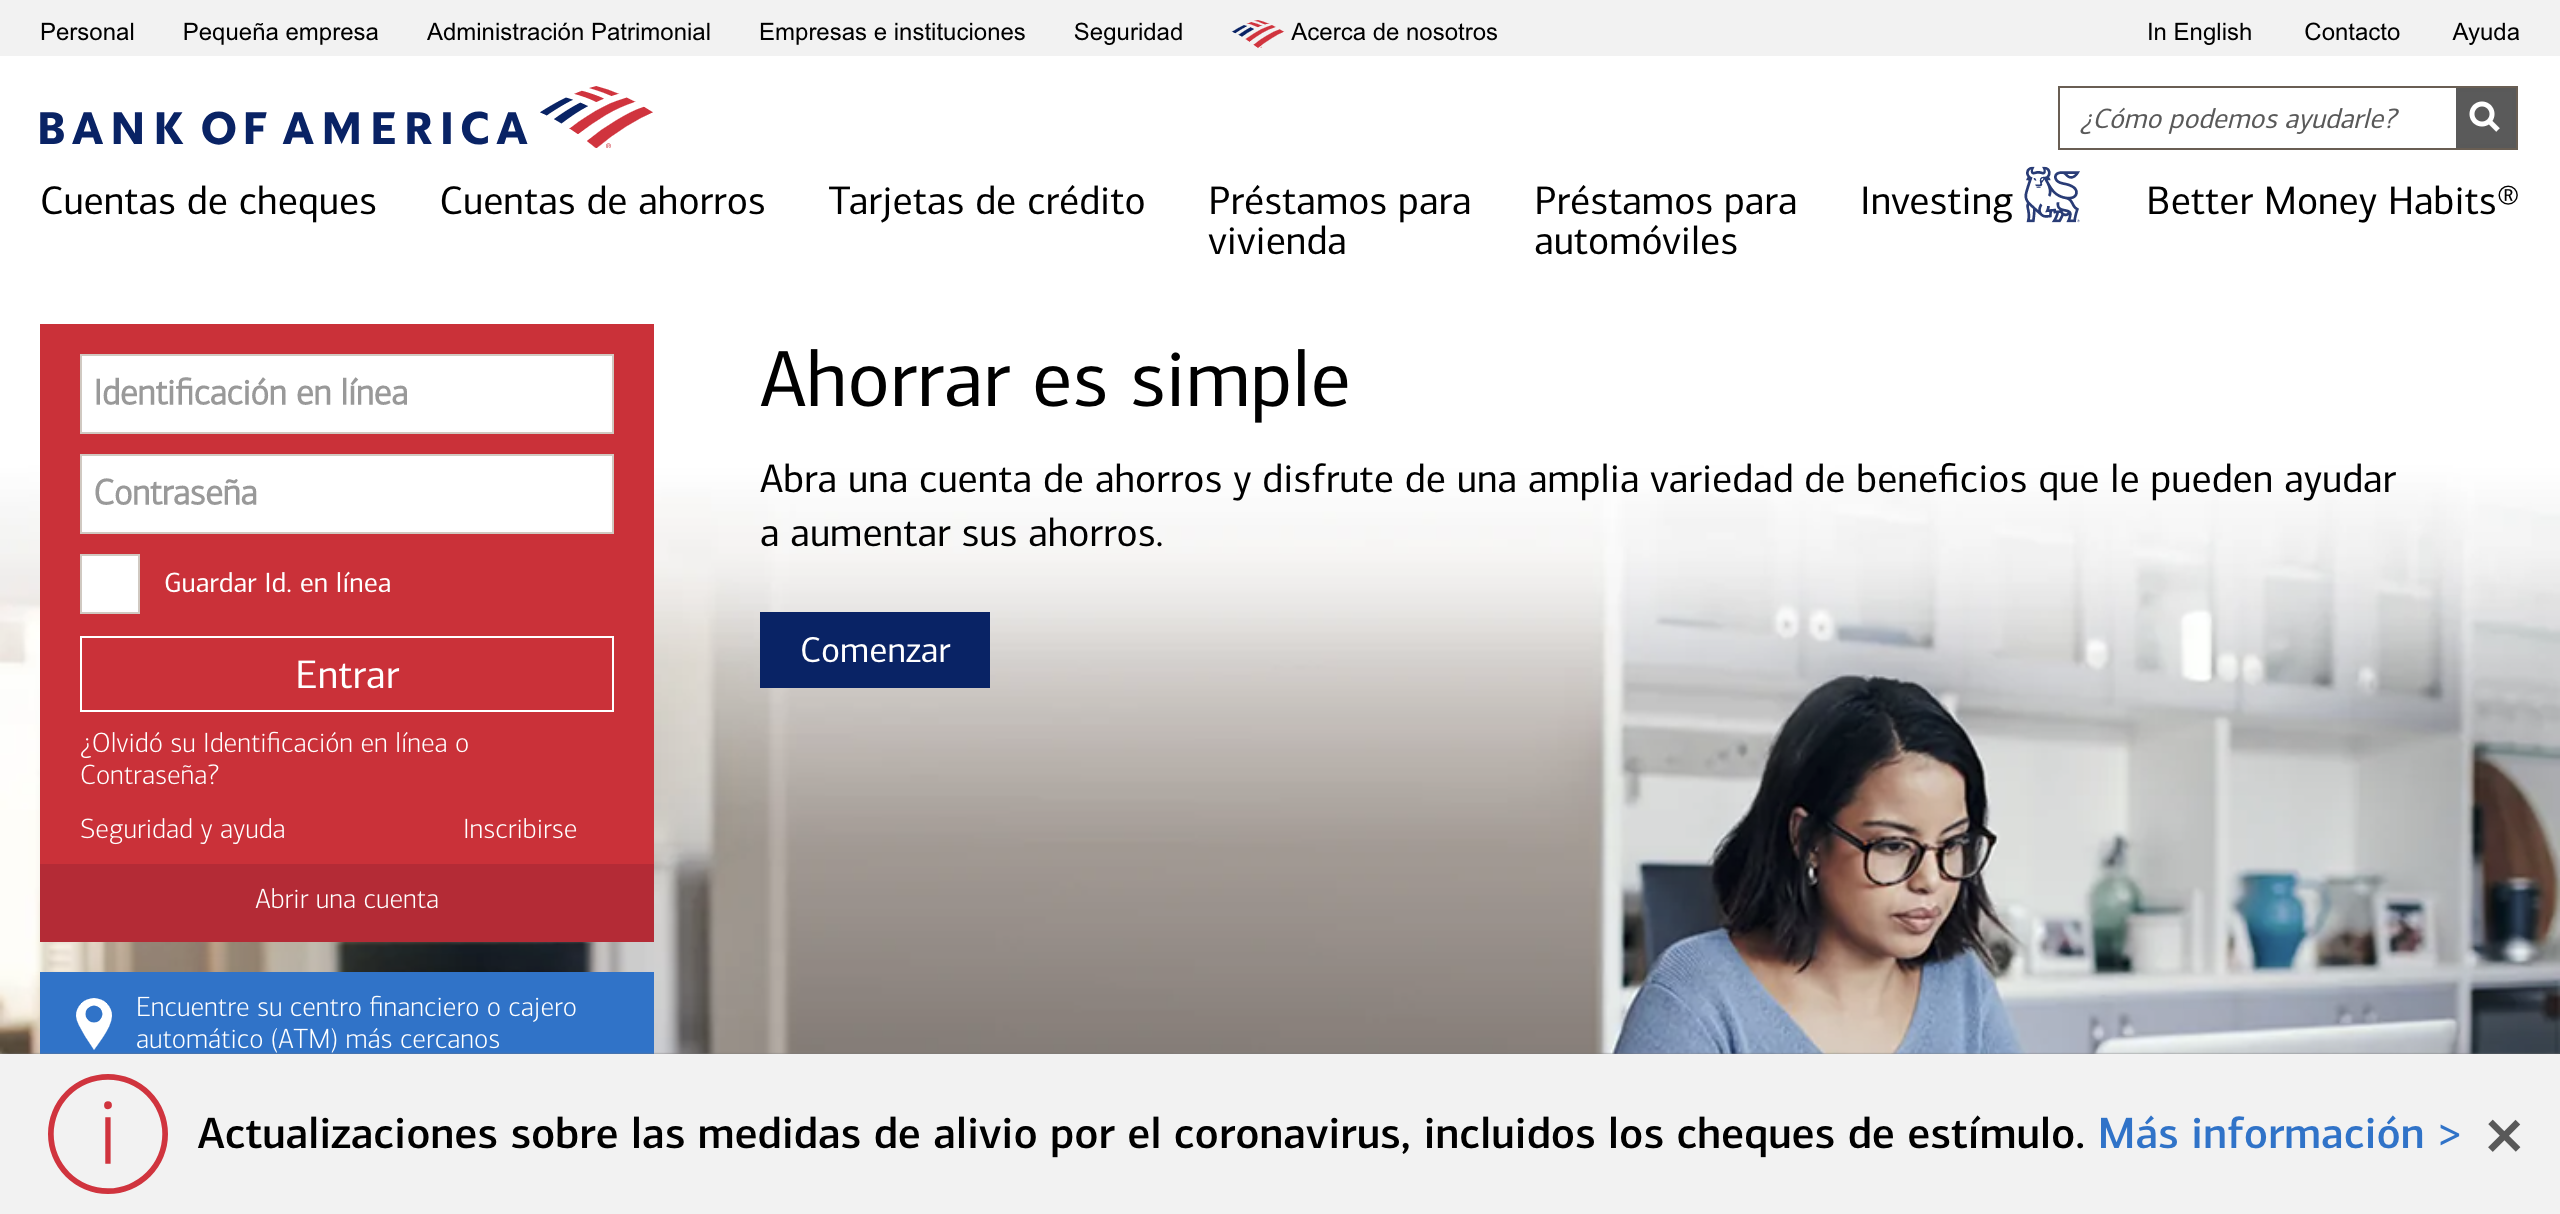 Personal Pequeña empresa Administración Patrimonial Empresas e instituciones Seguridad Acerca de nosotros In English Contacto Ayuda
BANK OF AMERICA
¿Cómo podemos ayudarle?
Cuentas de cheques Cuentas de ahorros Tarjetas de crédito Préstamos para vivienda Préstamos para automóviles Investing Better Money Habits®
Identificación en línea
Contraseña
Guardar Id. en línea
Entrar
¿Olvidó su Identificación en línea o
Contraseña?
Seguridad y ayuda Inscribirse
Abrir una cuenta
Encuentre su centro financiero o cajero
automático (ATM) más cercanos
Ahorrar es simple
Abra una cuenta de ahorros y disfrute de una amplia variedad de beneficios que le pueden ayudar
a aumentar sus ahorros.
Comenzar
Actualizaciones sobre las medidas de alivio por el coronavirus, incluidos los cheques de estímulo. Más información >